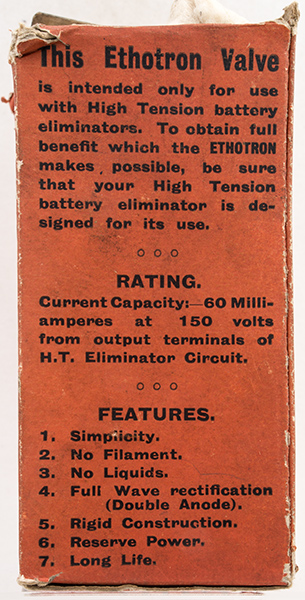 This Ethotron Valve
is intended only for use
with High Tension battery
eliminators. To obtain full
benefit which the ETHOTRON
makes possible, be sure
that your High Tension
battery eliminator is de-
signed for its use.
RATING.
Current Capacity:—60 Milli-
amperes at 150 volts
from output terminals of
H.T. Eliminator Circuit.
FEATURES.
1. Simplicity.
2. No Filament.
3. No Liquids.
4. Full Wave rectification
(Double Anode).
5. Rigid Construction.
6. Reserve Power.
7. Long Life.